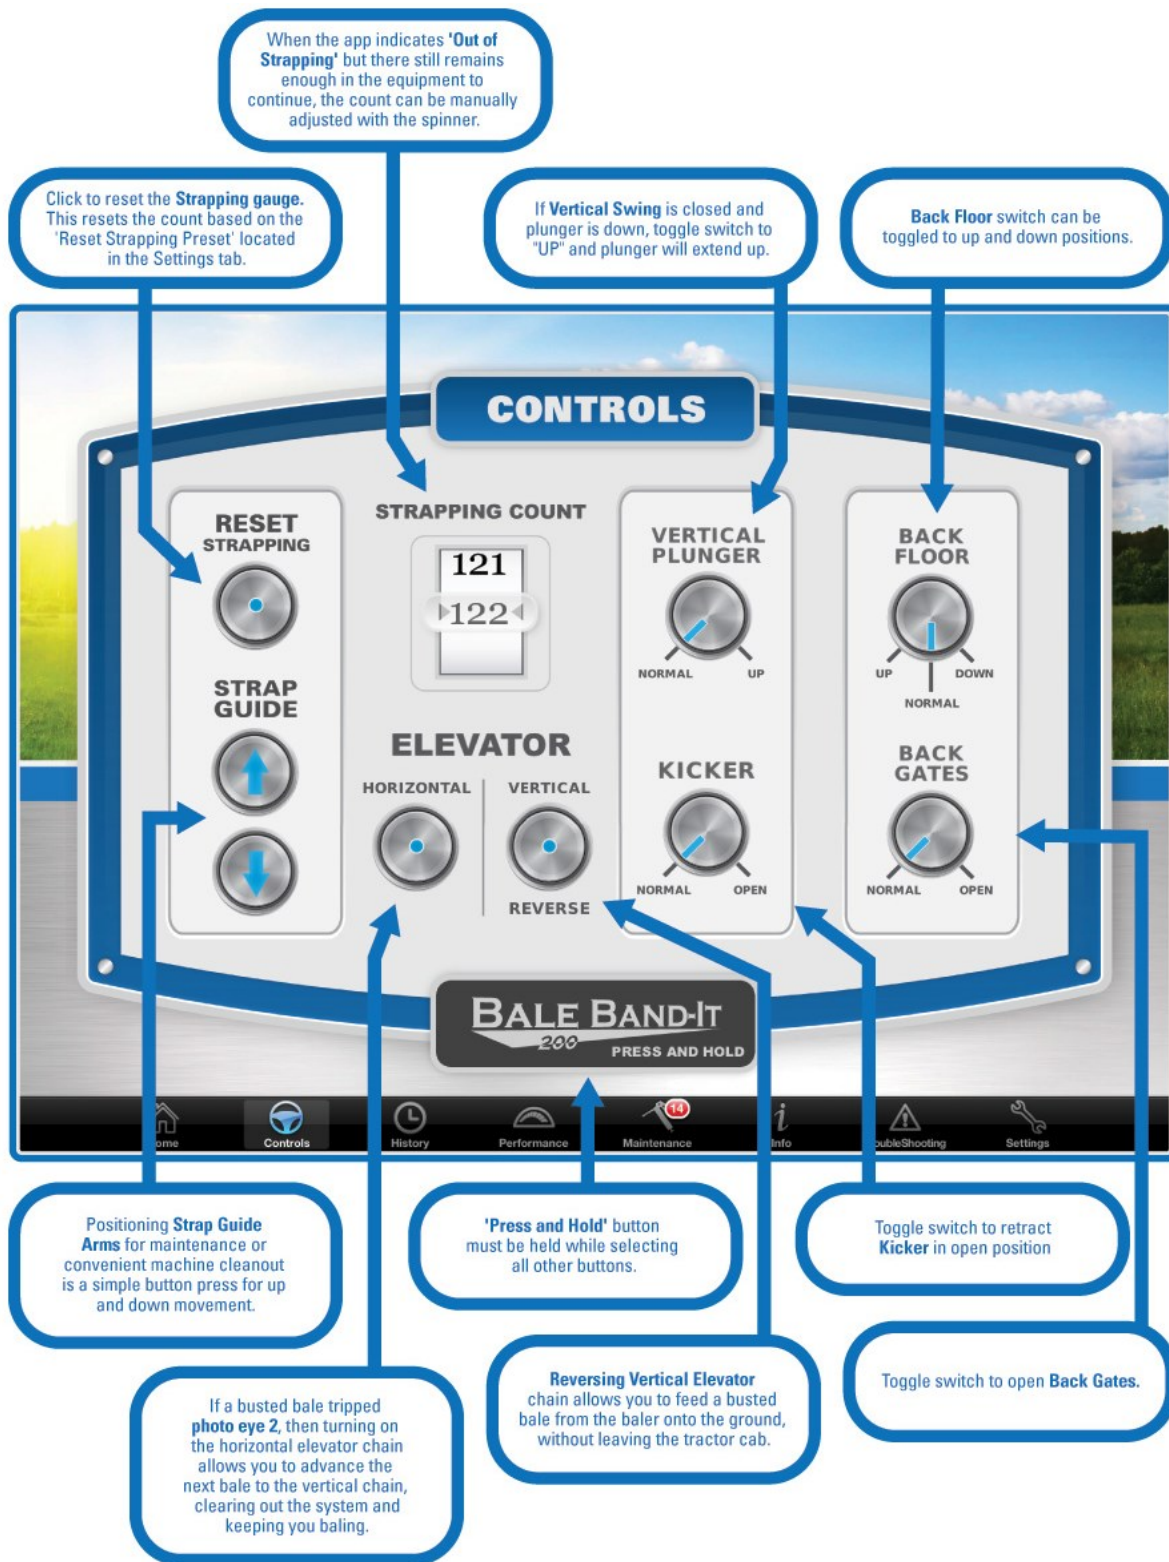 When the app indicates 'Out of
Strapping' but there still remains
enough in the equipment to
continue, the count can be manually
adjusted with the spinner.
Click to reset the Strapping gauge.
This resets the count based on the
'Reset Strapping Preset' located
in the Settings tab.
If Vertical Swing is closed and
plunger is down, toggle switch to
"UP" and plunger will extend up.
Back Floor switch can be
toggled to up and down positions.
CONTROLS
RESET
STRAPPING
STRAP
GUIDE
STRAPPING COUNT
121
122
ELEVATOR
HORIZONTAL
VERTICAL
REVERSE
VERTICAL
PLUNGER
NORMAL UP
KICKER
NORMAL OPEN
BACK
FLOOR
UP DOWN
NORMAL
BACK
GATES
NORMAL OPEN
BALE BAND-IT
200
PRESS AND HOLD
14
ome Controls History Performance Maintenance Info oubleShooting Settings
Positioning Strap Guide
Arms for maintenance or
convenient machine cleanout
is a simple button press for up
and down movement.
'Press and Hold' button
must be held while selecting
all other buttons.
Toggle switch to retract
Kicker in open position
If a busted bale tripped
photo eye 2, then turning on
the horizontal elevator chain
allows you to advance the
next bale to the vertical chain,
clearing out the system and
keeping you baling.
Reversing Vertical Elevator
chain allows you to feed a busted
bale from the baler onto the ground,
without leaving the tractor cab.
Toggle switch to open Back Gates.